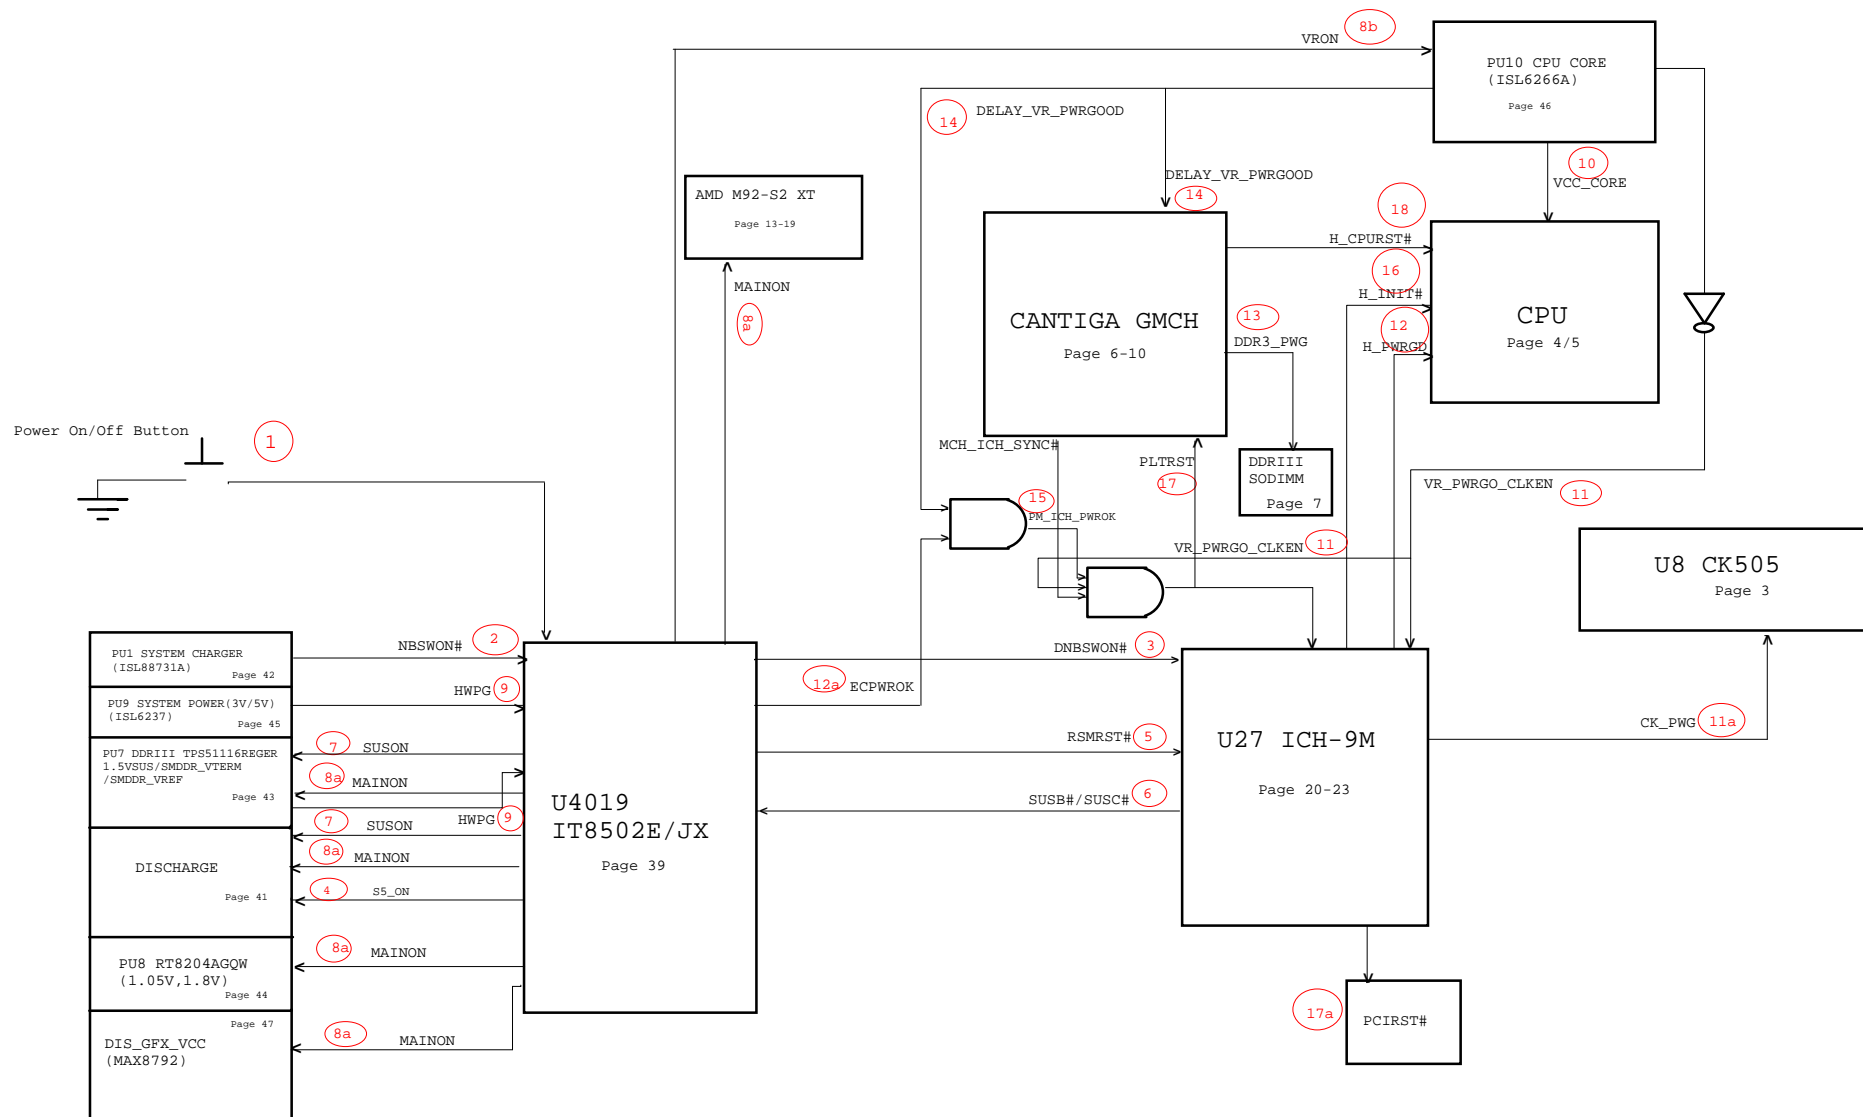 VRON
8b
PU10 CPU CORE
(ISL6266A)
Page 46
14
DELAY_VR_PWRGOOD
DELAY_VR_PWRGOOD
14
10
VCC_CORE
AMD M92-S2 XT
Page 13-19
18
H_CPURST#
16
H_INIT#
12
H_PWRGD
MAINON
8a
CANTIGA GMCH
Page 6-10
13
DDR3_PWG
CPU
Page 4/5
Power On/Off Button
1
MCH_ICH_SYNC#
PLTRST
17
DDRIII
SODIMM
Page 7
VR_PWRGO_CLKEN
11
15
PM_ICH_PWROK
VR_PWRGO_CLKEN
11
U8 CK505
Page 3
PU1 SYSTEM CHARGER
(ISL88731A)
Page 42
NBSWON#
2
DNBSWON#
3
PU9 SYSTEM POWER(3V/5V)
(ISL6237)
Page 45
HWPG
9
12a
ECPWROK
CK_PWG
11a
PU7 DDRIII TPS51116REGER
1.5VSUS/SMDDR_VTERM
/SMDDR_VREF
Page 43
7
SUSON
8a
MAINON
HWPG
9
RSMRST#
5
U27 ICH-9M
Page 20-23
SUSB#/SUSC#
6
U4019
IT8502E/JX
Page 39
7
SUSON
8a
MAINON
4
S5_ON
DISCHARGE
Page 41
8a
MAINON
PU8 RT8204AGQW
(1.05V,1.8V)
Page 44
Page 47
8a
MAINON
DIS_GFX_VCC
(MAX8792)
17a
PCIRST#